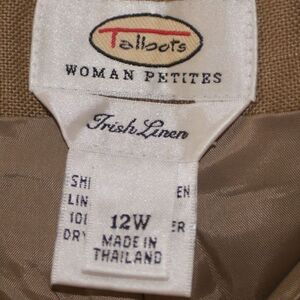 Talbots
WOMAN PETITES
Irish Linen
12W
MADE IN
THAILAND